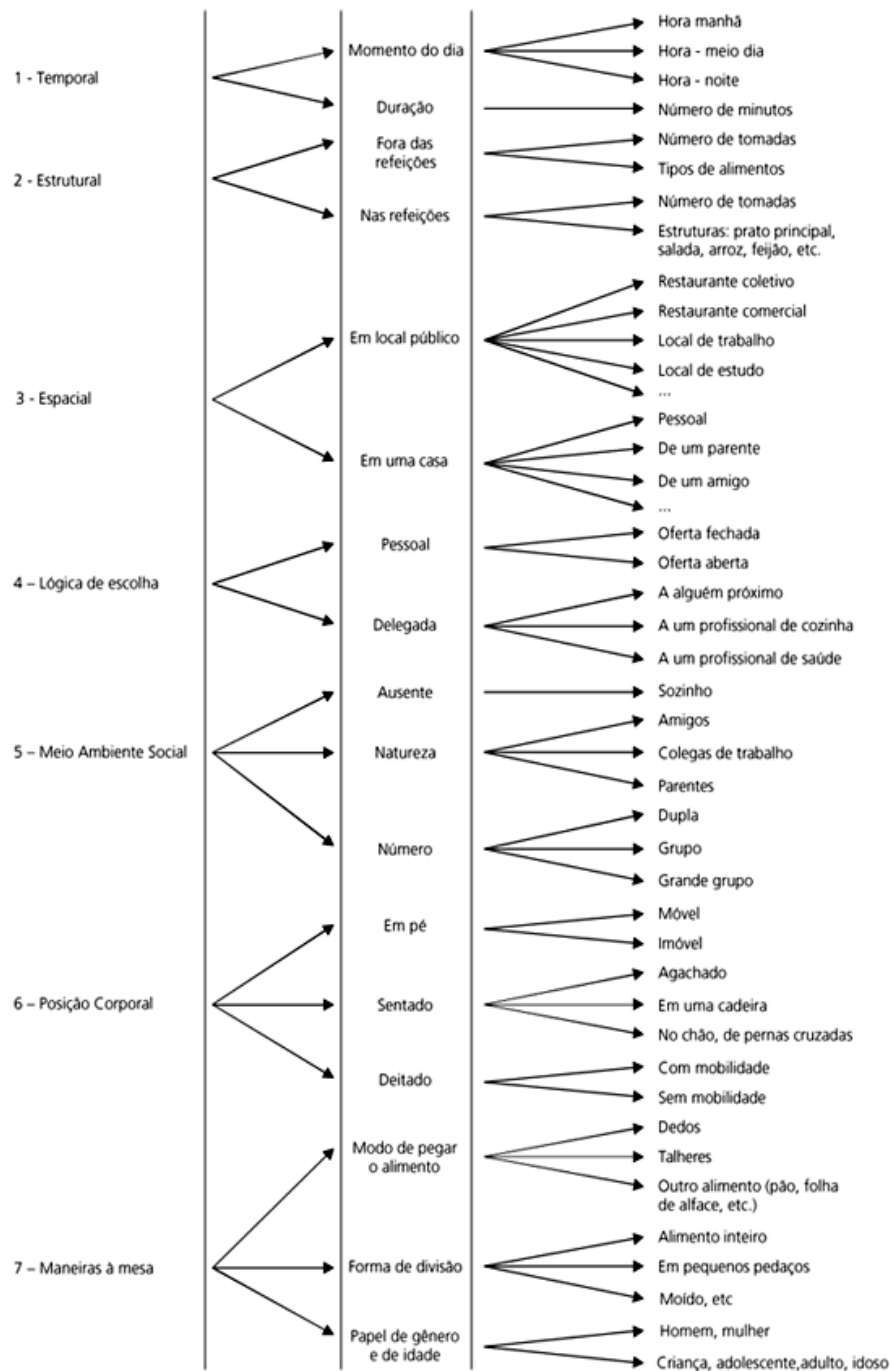 1 - Temporal
Momento do dia
Hora manhã
Hora - meio dia
Hora - noite
Duração
Número de minutos
2 - Estrutural
Fora das
refeições
Número de tomadas
Tipos de alimentos
Nas refeições
Número de tomadas
Estruturas: prato principal,
salada, arroz, feijão, etc.
3 - Espacial
Em local público
Restaurante coletivo
Restaurante comercial
Local de trabalho
Local de estudo
...
Em uma casa
Pessoal
De um parente
De um amigo
...
4 – Lógica de escolha
Pessoal
Oferta fechada
Oferta aberta
Delegada
A alguém próximo
A um profissional de cozinha
A um profissional de saúde
5 – Meio Ambiente Social
Ausente
Sozinho
Natureza
Amigos
Colegas de trabalho
Parentes
Número
Dupla
Grupo
Grande grupo
6 – Posição Corporal
Em pé
Móvel
Imóvel
Sentado
Agachado
Em uma cadeira
No chão, de pernas cruzadas
Deitado
Com mobilidade
Sem mobilidade
7 – Maneiras à mesa
Modo de pegar
o alimento
Dedos
Talheres
Outro alimento (pão, folha
de alface, etc.)
Forma de divisão
Alimento inteiro
Em pequenos pedaços
Moído, etc
Papel de gênero
e de idade
Homem, mulher
Criança, adolescente,adulto, idoso